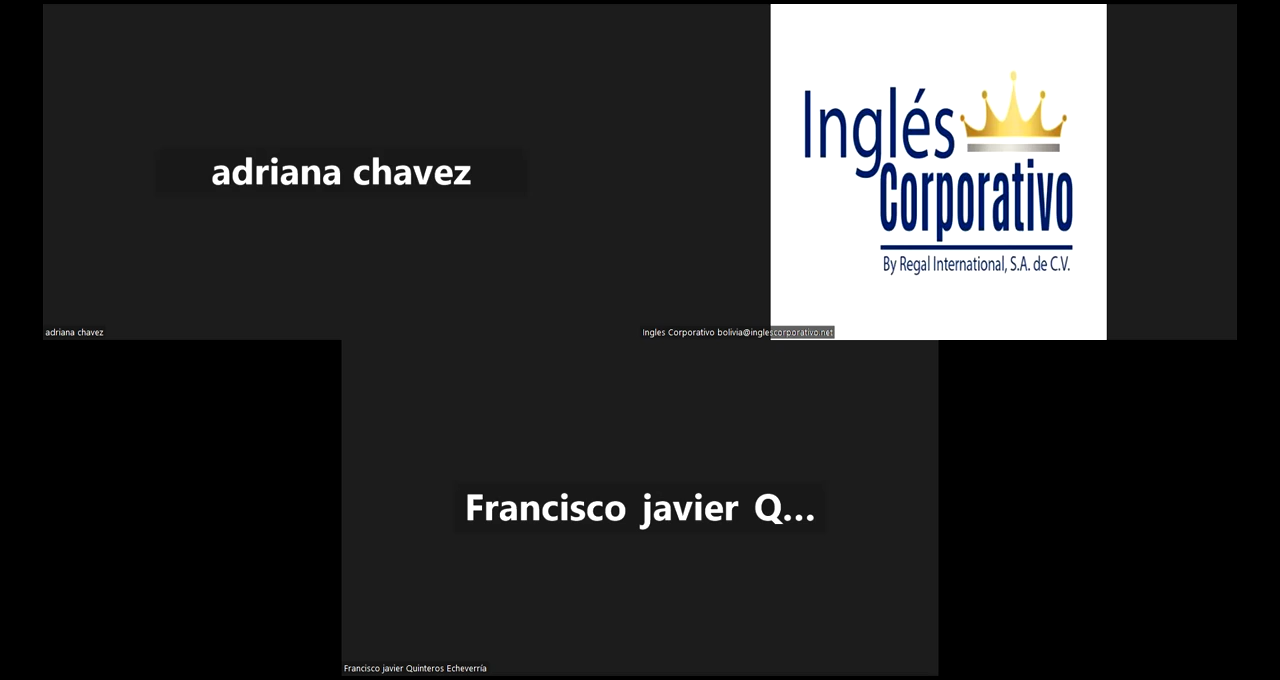 adriana chavez
Inglés
Corporativo
By Regal International, S.A. de C.V.
adriana chavez
Ingles Corporativo bolivia@inglescorporativo.net
Francisco javier Q...
Francisco javier Quinteros Echeverría